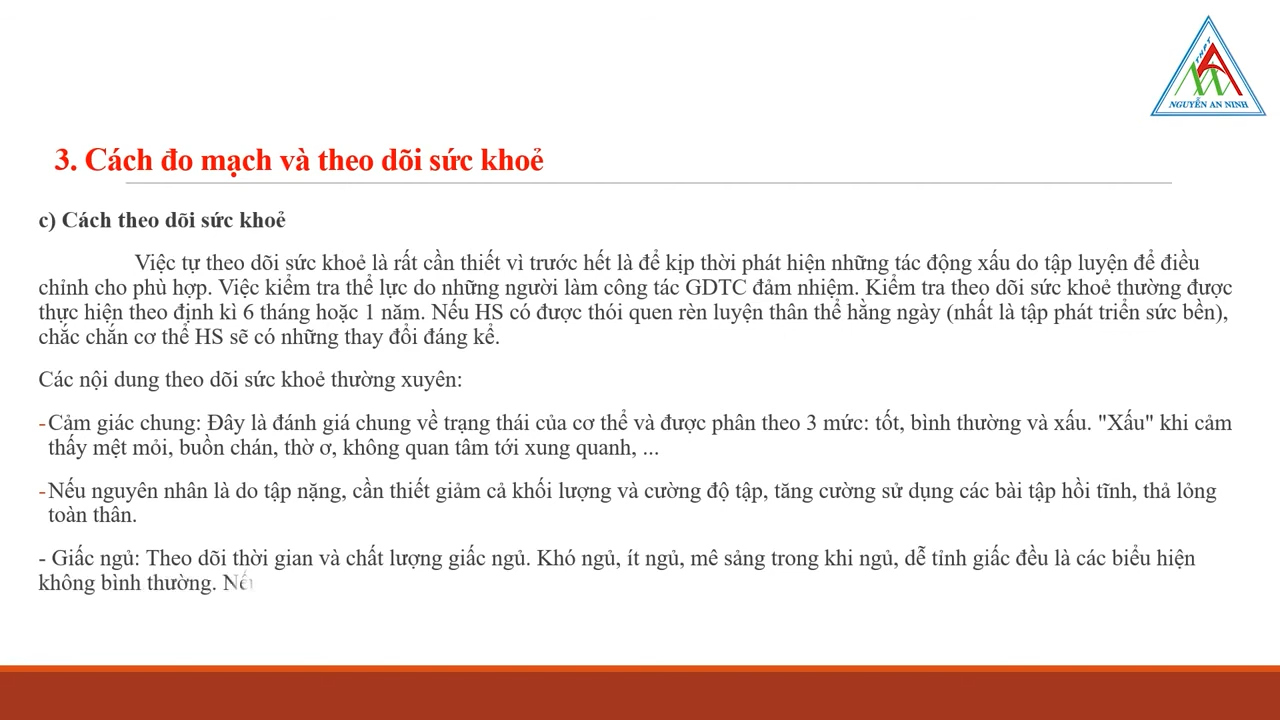 THPT
NGUYỄN AN NINH
3. Cách đo mạch và theo dõi sức khoẻ
c) Cách theo dõi sức khoẻ
Việc tự theo dõi sức khoẻ là rất cần thiết vì trước hết là để kịp thời phát hiện những tác động xấu do tập luyện để điều
chỉnh cho phù hợp. Việc kiểm tra thể lực do những người làm công tác GDTC đảm nhiệm. Kiểm tra theo dõi sức khoẻ thường được
thực hiện theo định kì 6 tháng hoặc 1 năm. Nếu HS có được thói quen rèn luyện thân thể hằng ngày (nhất là tập phát triển sức bền),
chắc chắn cơ thể HS sẽ có những thay đổi đáng kể.
Các nội dung theo dõi sức khoẻ thường xuyên:
-Cảm giác chung: Đây là đánh giá chung về trạng thái của cơ thể và được phân theo 3 mức: tốt, bình thường và xấu. "Xấu" khi cảm
thấy mệt mỏi, buồn chán, thờ ơ, không quan tâm tới xung quanh, ...
-Nếu nguyên nhân là do tập nặng, cần thiết giảm cả khối lượng và cường độ tập, tăng cường sử dụng các bài tập hồi tĩnh, thả lỏng
toàn thân.
- Giấc ngủ: Theo dõi thời gian và chất lượng giấc ngủ. Khó ngủ, ít ngủ, mê sảng trong khi ngủ, dễ tỉnh giấc đều là các biểu hiện
không bình thường. Nếu